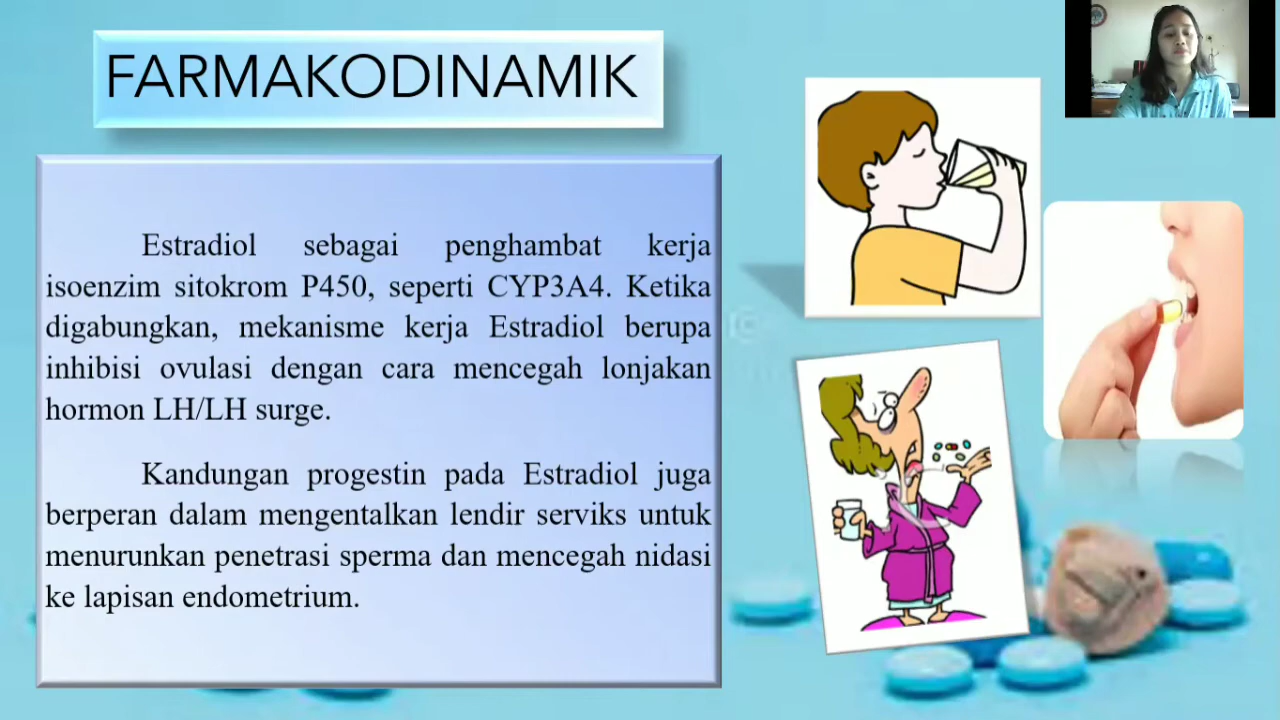 FARMAKODINAMIK
Estradiol sebagai penghambat kerja
isoenzim sitokrom P450, seperti CYP3A4. Ketika
digabungkan, mekanisme kerja Estradiol berupa
inhibisi ovulasi dengan cara mencegah lonjakan
hormon LH/LH surge.
Kandungan progestin pada Estradiol juga
berperan dalam mengentalkan lendir serviks untuk
menurunkan penetrasi sperma dan mencegah nidasi
ke lapisan endometrium.